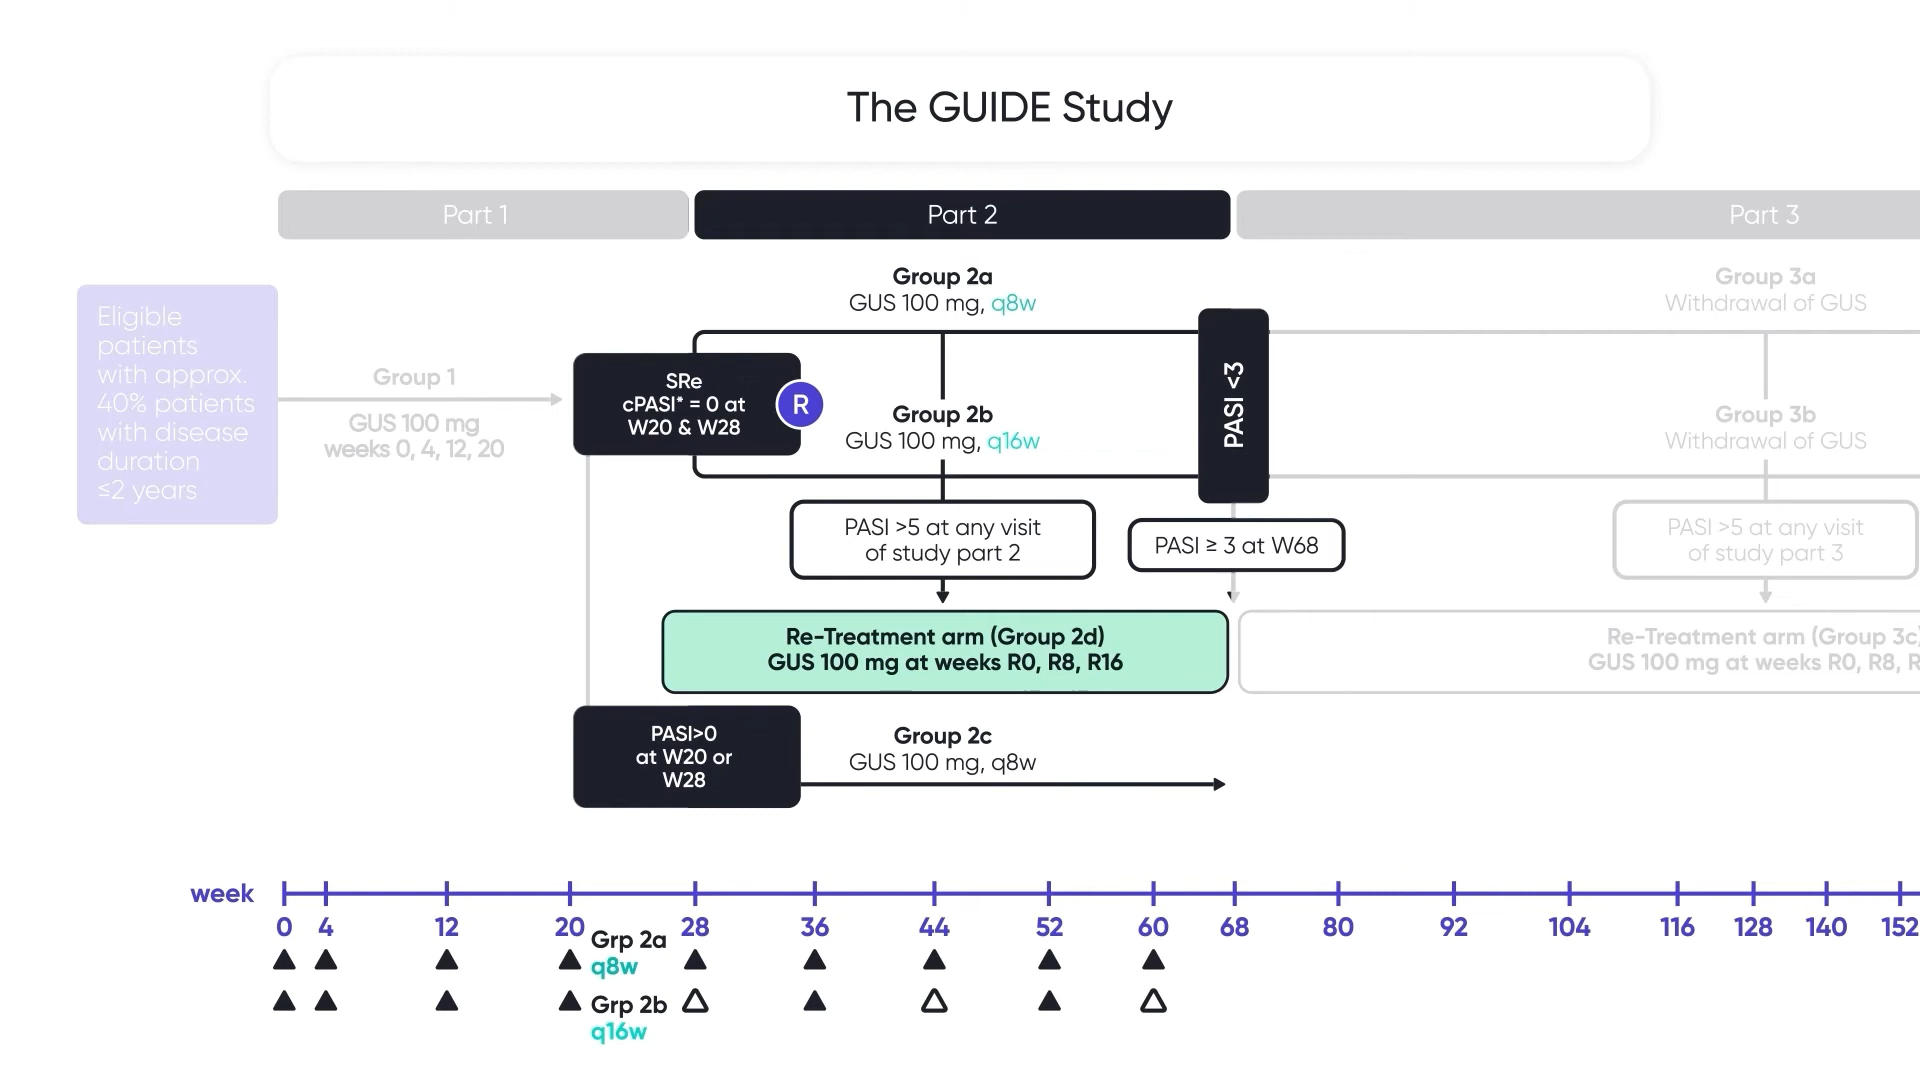 The GUIDE Study
Part 1
Part 2
Part 3
Eligible
patients
with approx.
40% patients
with disease
duration
≤2 years
Group 1
GUS 100 mg
weeks 0, 4, 12, 20
SRe
cPASI* = 0 at
W20 & W28
R
Group 2a
GUS 100 mg, q8w
Group 2b
GUS 100 mg, q16w
PASI <3
Group 3a
Withdrawal of GUS
Group 3b
Withdrawal of GUS
PASI >5 at any visit
of study part 2
PASI ≥ 3 at W68
PASI >5 at any visit
of study part 3
Re-Treatment arm (Group 2d)
GUS 100 mg at weeks R0, R8, R16
Re-Treatment arm (Group 3c
GUS 100 mg at weeks R0, R8, R
PASI>0
at W20 or
W28
Group 2c
GUS 100 mg, q8w
week
0 4 12 20 28 36 44 52 60 68 80 92 104 116 128 140 152
Grp 2a
q8w
Grp 2b
q16w